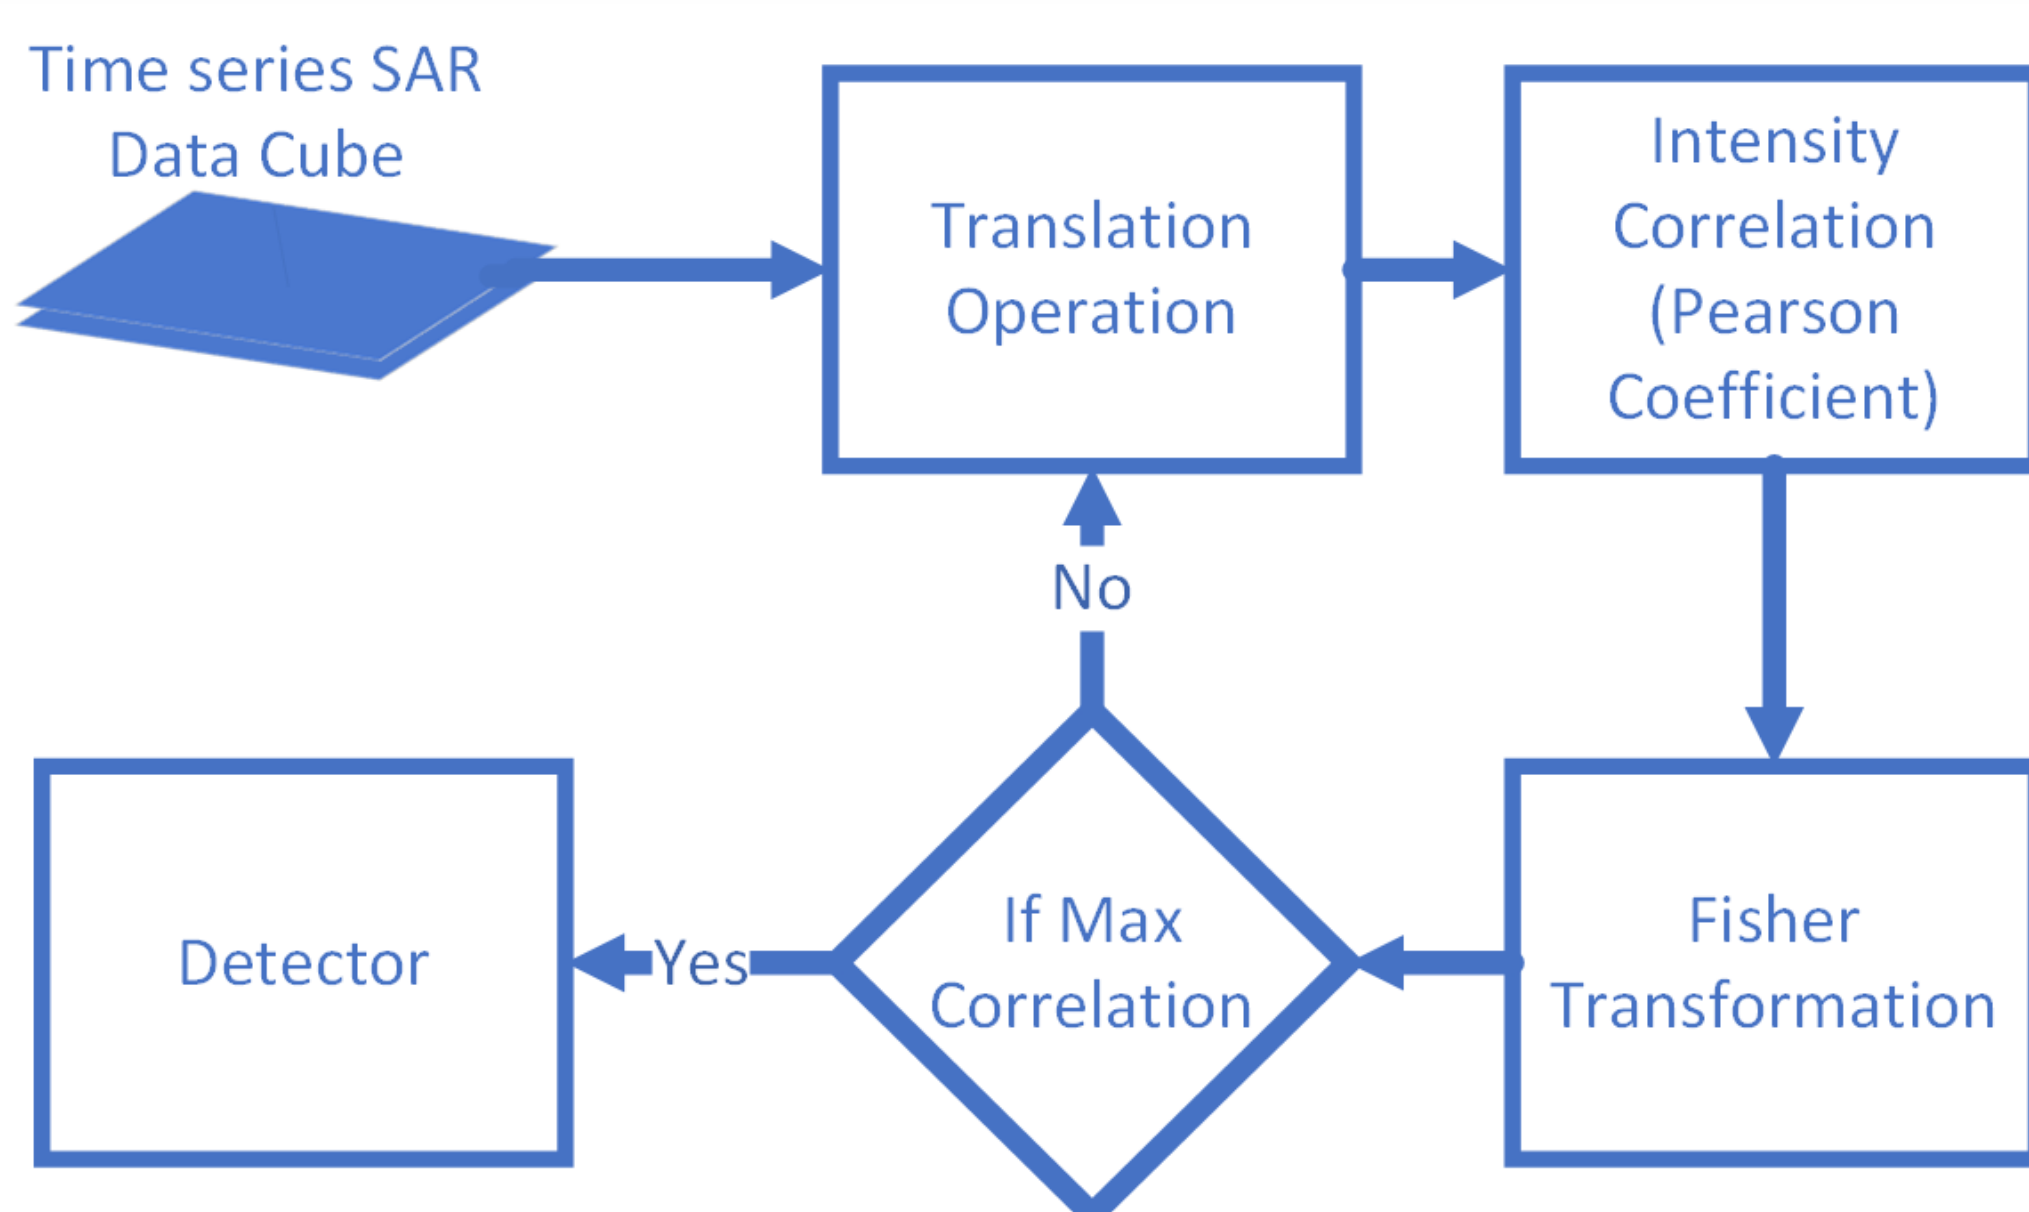 Time series SAR
Data Cube
Translation
Operation
Intensity
Correlation
(Pearson
Coefficient)
No
Detector
Yes
If Max
Correlation
Fisher
Transformation